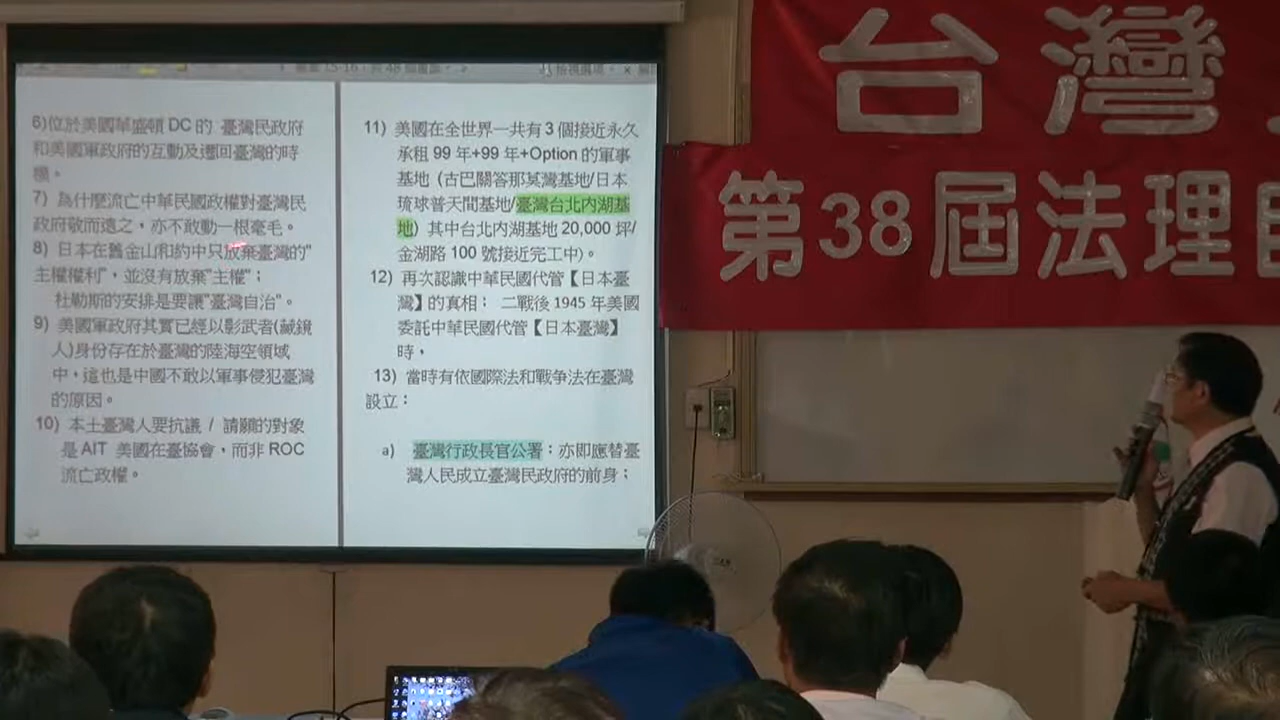 6)位於美國華盛頓 DC 的 臺灣民政府
和美國軍政府的互動及遷回臺灣的時
機。
7) 為什麼流亡中華民國政權對臺灣民
政府敬而遠之，亦不敢動一根毫毛。
8) 日本在舊金山和約中只放棄臺灣的"
主權權利"，並沒有放棄"主權"；
杜勒斯的安排是要讓"臺灣自治"。
9) 美國軍政府其實已經以影武者(藏鏡
人)身份存在於臺灣的陸海空領域
中，這也是中國不敢以軍事侵犯臺灣
的原因。
10) 本土臺灣人要抗議 / 請願的對象
是 AIT 美國在臺協會，而非 ROC
流亡政權。
11) 美國在全世界一共有 3 個接近永久
承租 99 年+99 年+Option 的軍事
基地（古巴關答那莫灣基地/日本
琉球普天間基地/臺灣台北內湖基
地）其中台北內湖基地 20,000 坪/
金湖路 100 號接近完工中)。
12) 再次認識中華民國代管【日本臺
灣】的真相： 二戰後 1945 年美國
委託中華民國代管【日本臺灣】
時，
13) 當時有依國際法和戰爭法在臺灣
設立：
a) 臺灣行政長官公署：亦即應替臺
灣人民成立臺灣民政府的前身；
台灣
第38屆法理